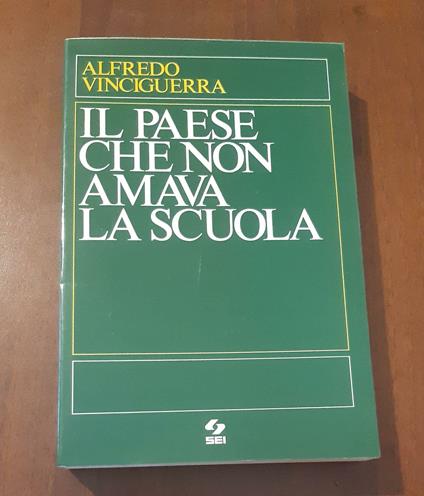 ALFREDO
VINCIGUERRA
IL PAESE
CHE NON
AMAVA
LA SCUOLA
SEI